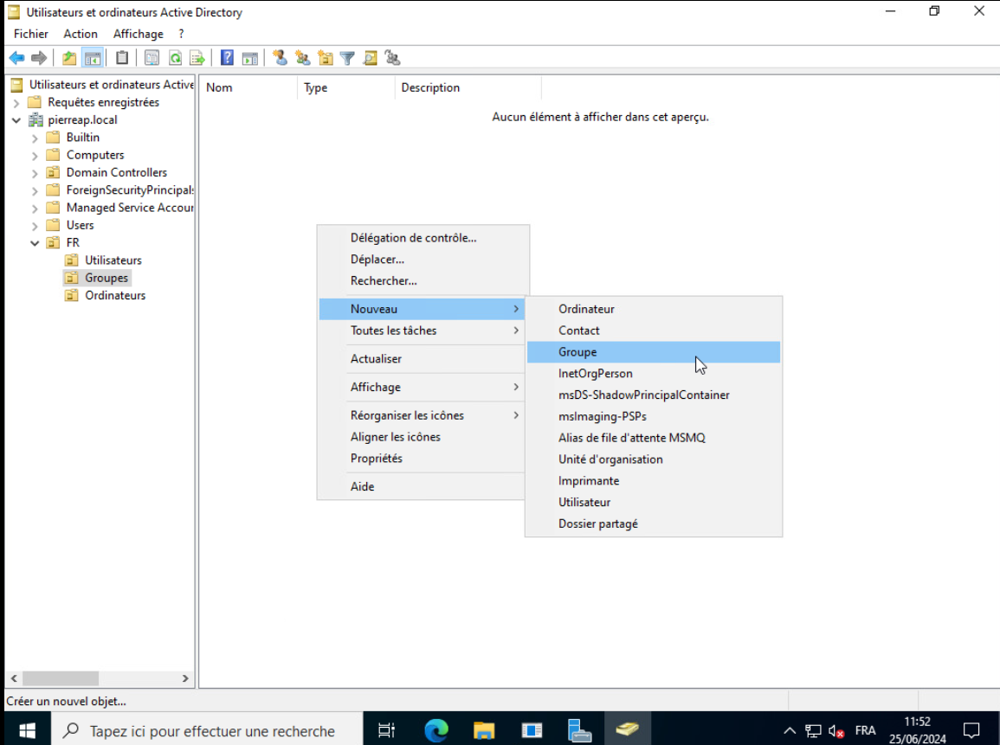 Utilisateurs et ordinateurs Active Directory
Fichier Action Affichage ?
Utilisateurs et ordinateurs Active
Requêtes enregistrées
pierreap.local
Builtin
Computers
Domain Controllers
ForeignSecurityPrincipals
Managed Service Accour
Users
FR
Utilisateurs
Groupes
Ordinateurs
Nom Type Description
Aucun élément à afficher dans cet aperçu.
Délégation de contrôle...
Déplacer...
Rechercher...
Nouveau
Toutes les tâches
Actualiser
Affichage
Réorganiser les icônes
Aligner les icônes
Propriétés
Aide
Ordinateur
Contact
Groupe
InetOrgPerson
msDS-ShadowPrincipalContainer
msImaging-PSPs
Alias de file d'attente MSMQ
Unité d'organisation
Imprimante
Utilisateur
Dossier partagé
Créer un nouvel objet...
Tapez ici pour effectuer une recherche
FRA
11:52
25/06/2024